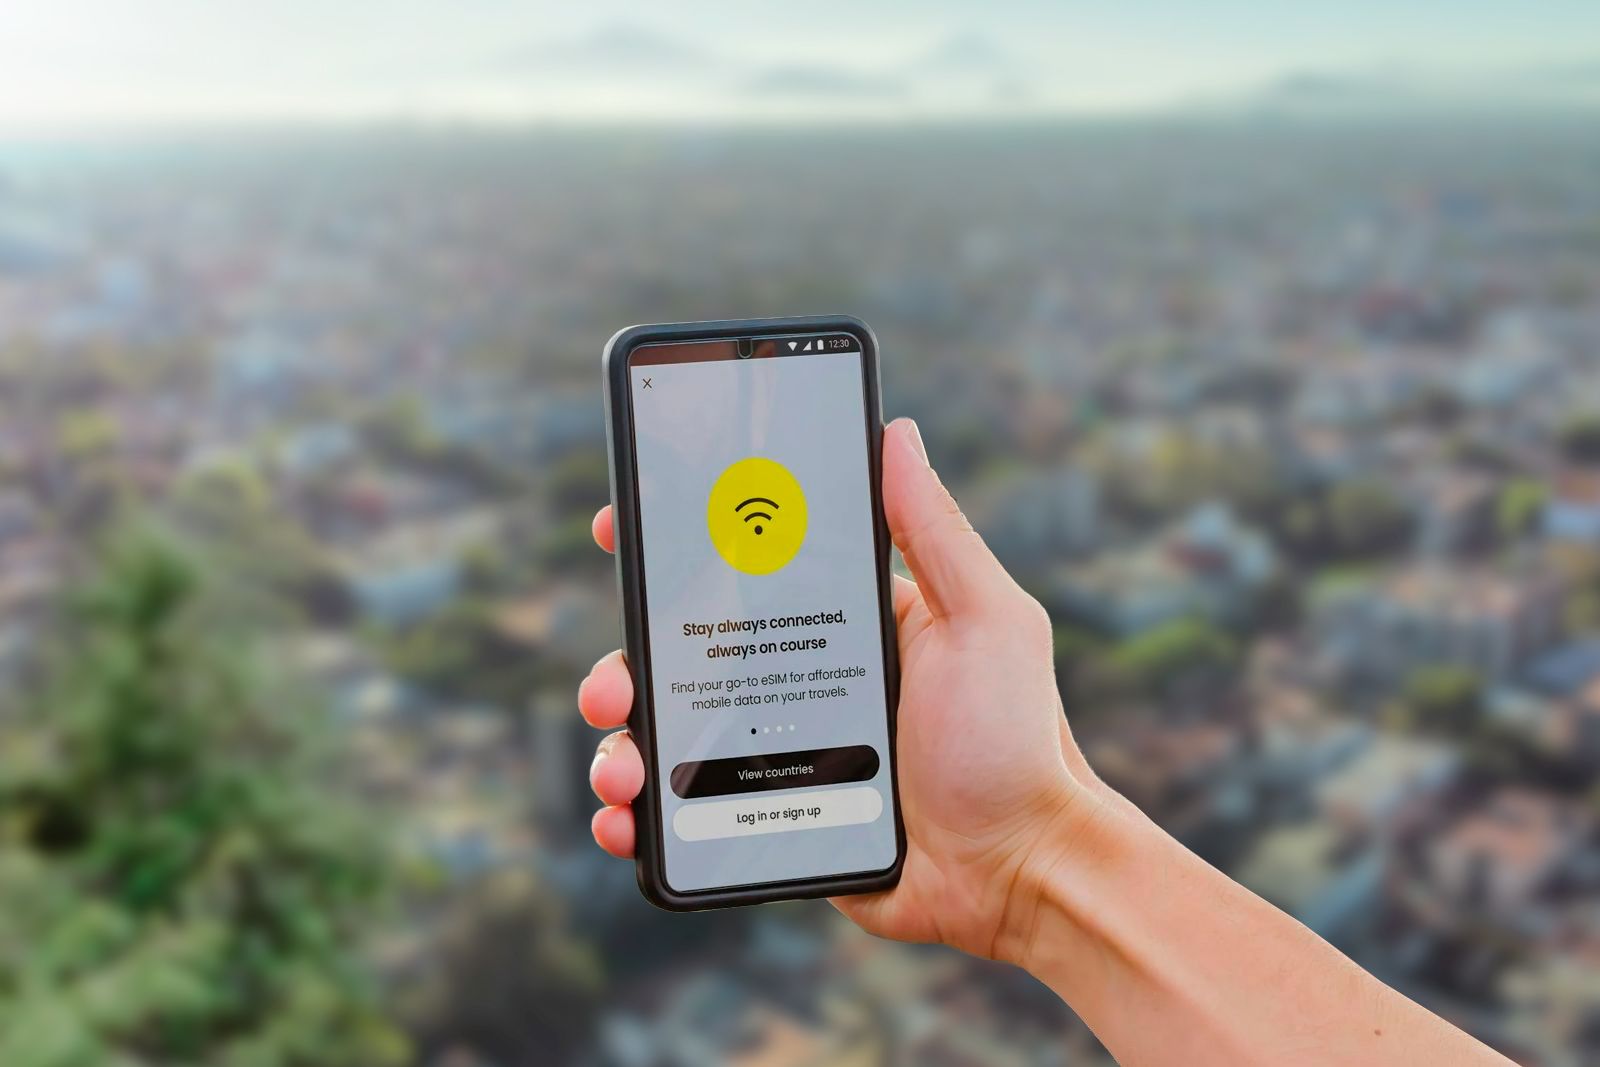 12:30
Stay always connected,
always on course
Find your go-to eSIM for affordable
mobile data on your travels.
View countries
Log in or sign up